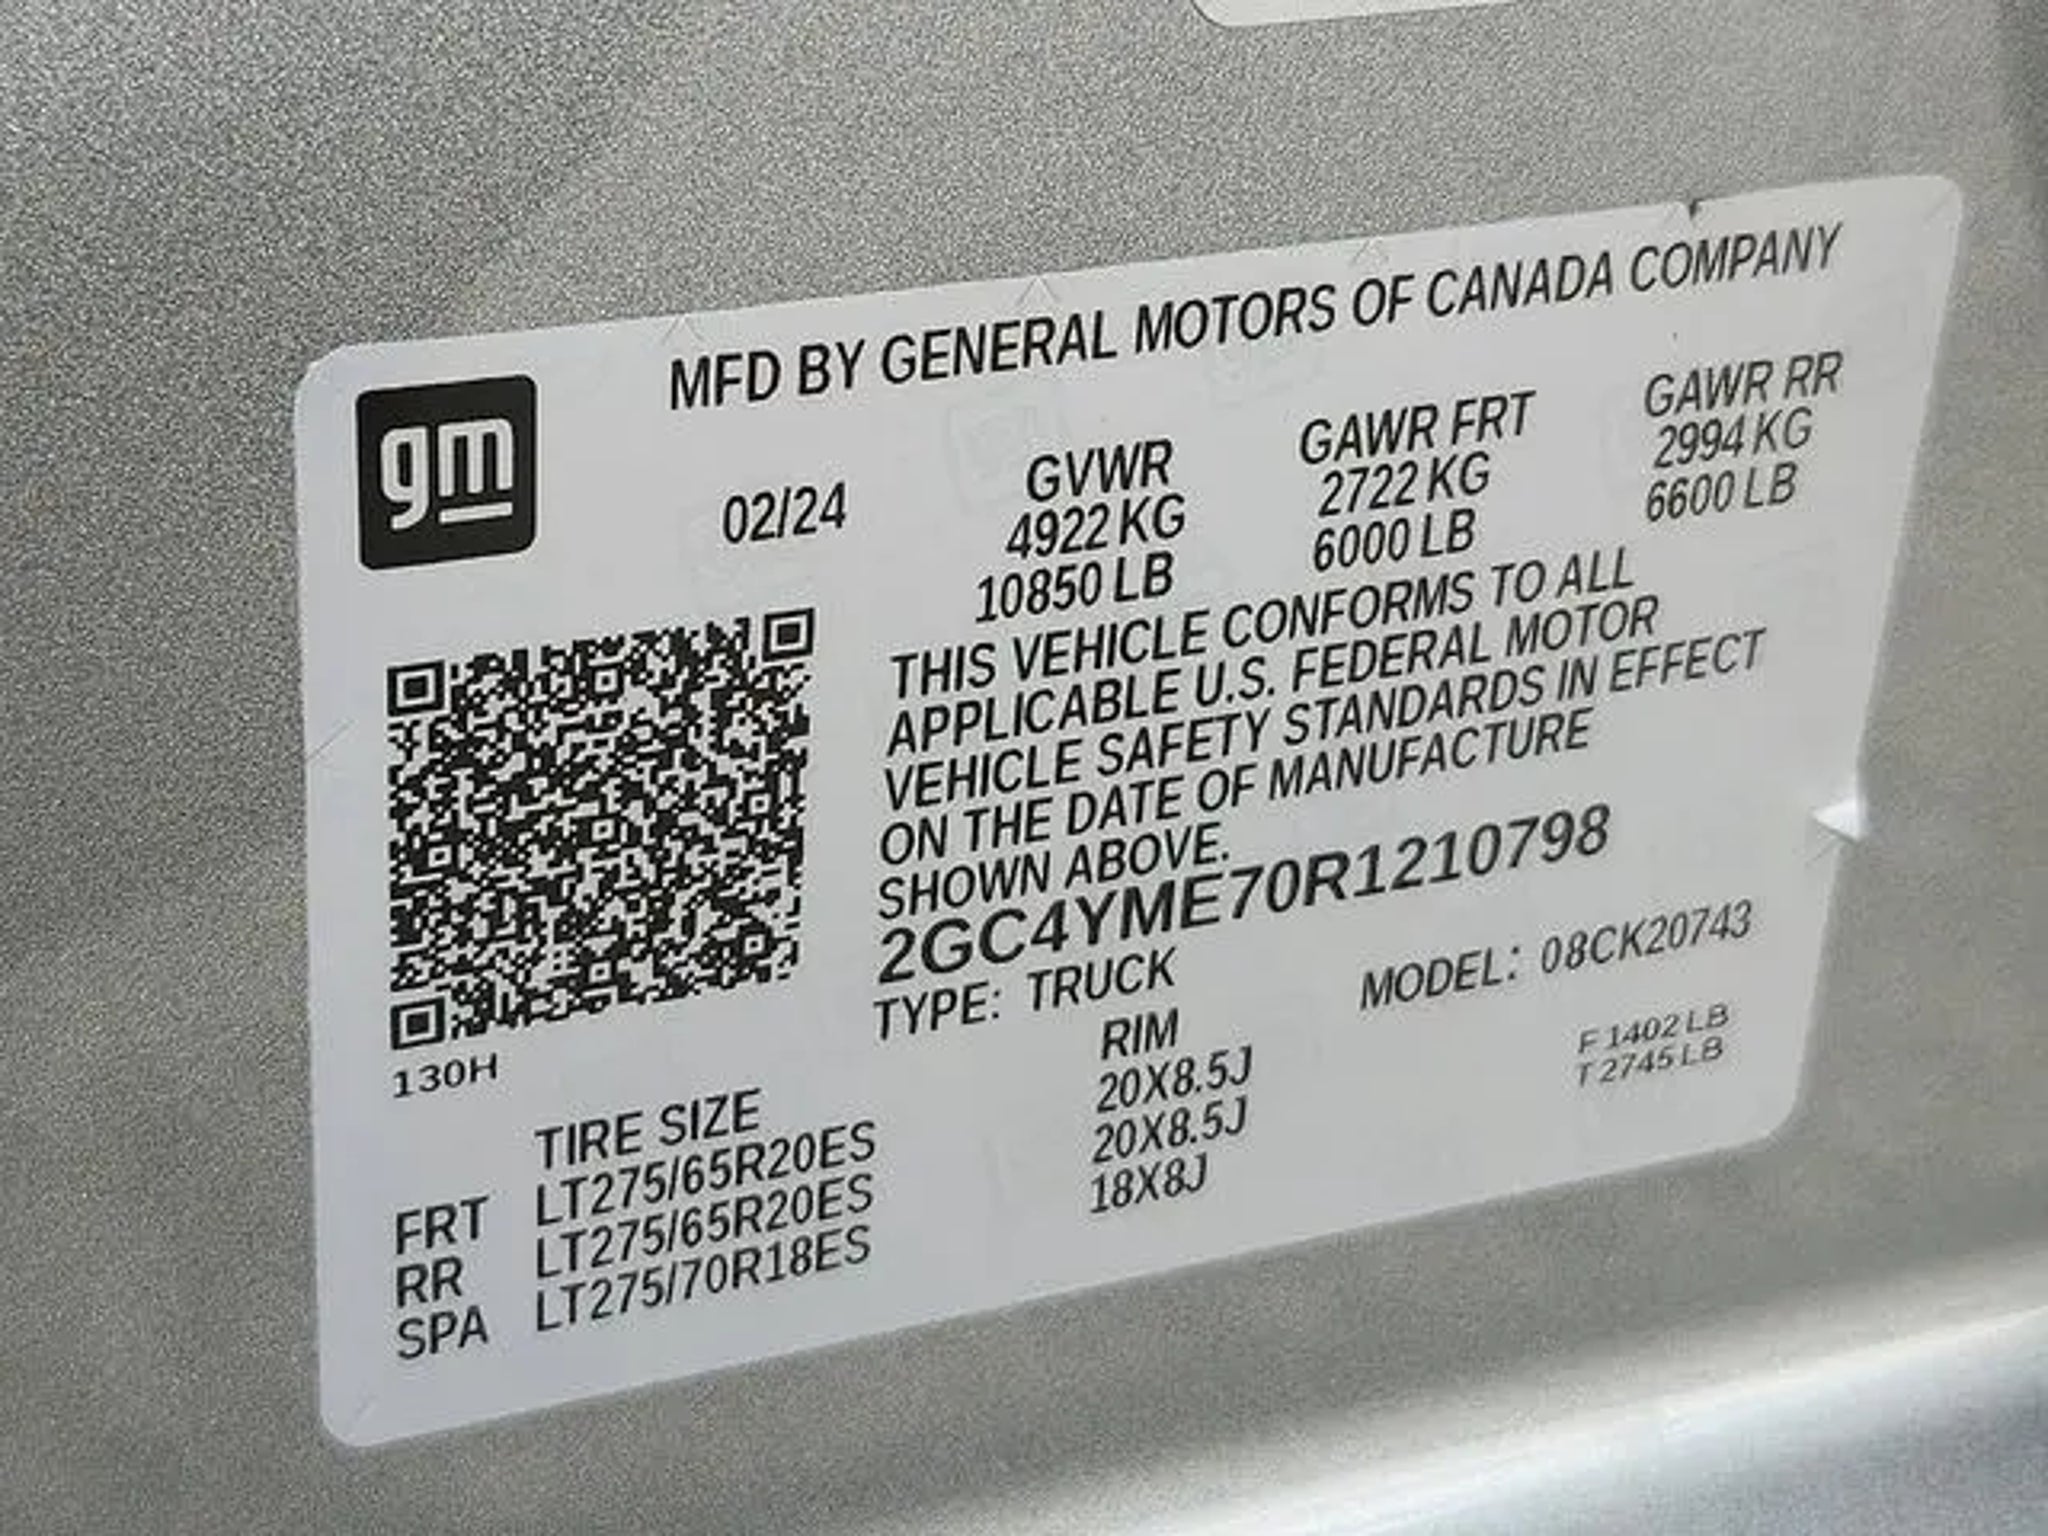 gm
MFD BY GENERAL MOTORS OF CANADA COMPANY
02/24
GVWR
4922 KG
10850 LB
GAWR FRT
2722 KG
6000 LB
GAWR RR
2994 KG
6600 LB
THIS VEHICLE CONFORMS TO ALL
APPLICABLE U.S. FEDERAL MOTOR
VEHICLE SAFETY STANDARDS IN EFFECT
ON THE DATE OF MANUFACTURE
SHOWN ABOVE.
2GC4YME70R1210798
TYPE: TRUCK MODEL: 08CK20743
130H
F 1402 LB
T 2745 LB
TIRE SIZE RIM
FRT LT275/65R20ES 20X8.5J
RR LT275/65R20ES 20X8.5J
SPA LT275/70R18ES 18X8J